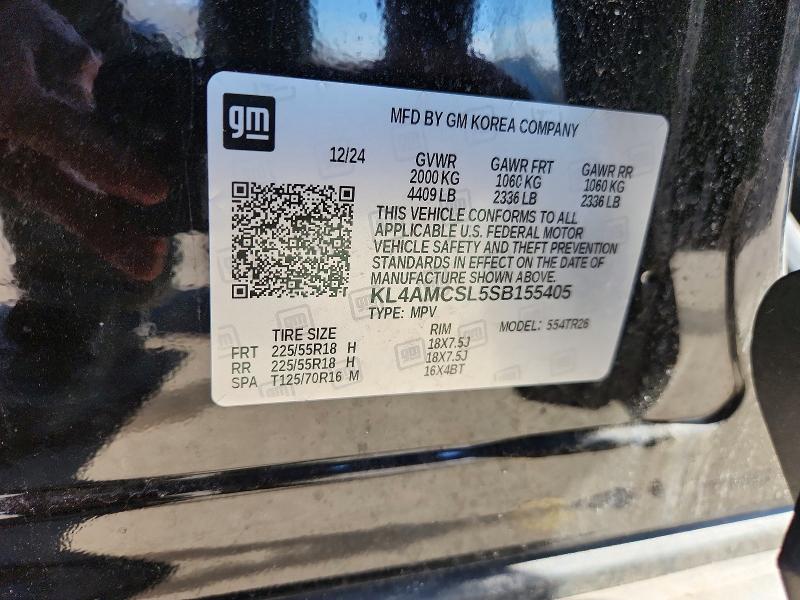 gm
MFD BY GM KOREA COMPANY
12/24 GVWR GAWR FRT GAWR RR
2000 KG 1060 KG 1060 KG
4409 LB 2336 LB 2336 LB
THIS VEHICLE CONFORMS TO ALL
APPLICABLE U.S. FEDERAL MOTOR
VEHICLE SAFETY AND THEFT PREVENTION
STANDARDS IN EFFECT ON THE DATE OF
MANUFACTURE SHOWN ABOVE.
KL4AMCSL5SB155405
TYPE: MPV
TIRE SIZE RIM MODEL: 554TR26
FRT 225/55R18 H 18X7.5J
RR 225/55R18 H 18X7.5J
SPA T125/70R16 M 16X4BT